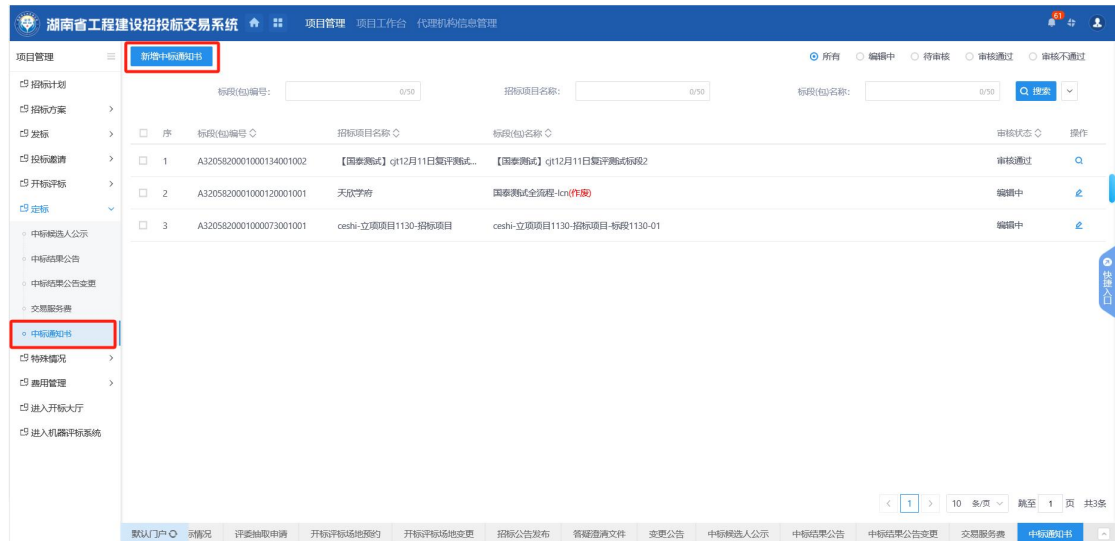 湖南省工程建设招投标交易系统 项目管理 项目工作台 代理机构信息管理 61
项目管理 新增中标通知书 所有 编辑中 待审核 审核通过 审核不通过
招标计划
标段(包)编号: 0/50 招标项目名称: 0/50 标段(包)名称: 0/50 搜索
招标方案
发标
序 标段(包)编号 招标项目名称 标段(包)名称 审核状态 操作
投标邀请
1 A3205820001000134001002 【国泰测试】cjt12月11日复评测试... 【国泰测试】cjt12月11日复评测试标段2 审核通过
开标评标
2 A3205820001000120001001 天欣学府 国泰测试全流程-lcn(作废) 编辑中
定标
3 A3205820001000073001001 ceshi-立项项目1130-招标项目 ceshi-立项项目1130-招标项目-标段1130-01 编辑中
中标候选人公示
中标结果公告
中标结果公告变更
快捷入口
交易服务费
中标通知书
特殊情况
费用管理
进入开标大厅
进入机器评标系统
1 10 条/页 跳至 1 页 共3条
默认门户 示情况 评委抽取申请 开标评标场地预约 开标评标场地变更 招标公告发布 答疑澄清文件 变更公告 中标候选人公示 中标结果公告 中标结果公告变更 交易服务费 中标通知书